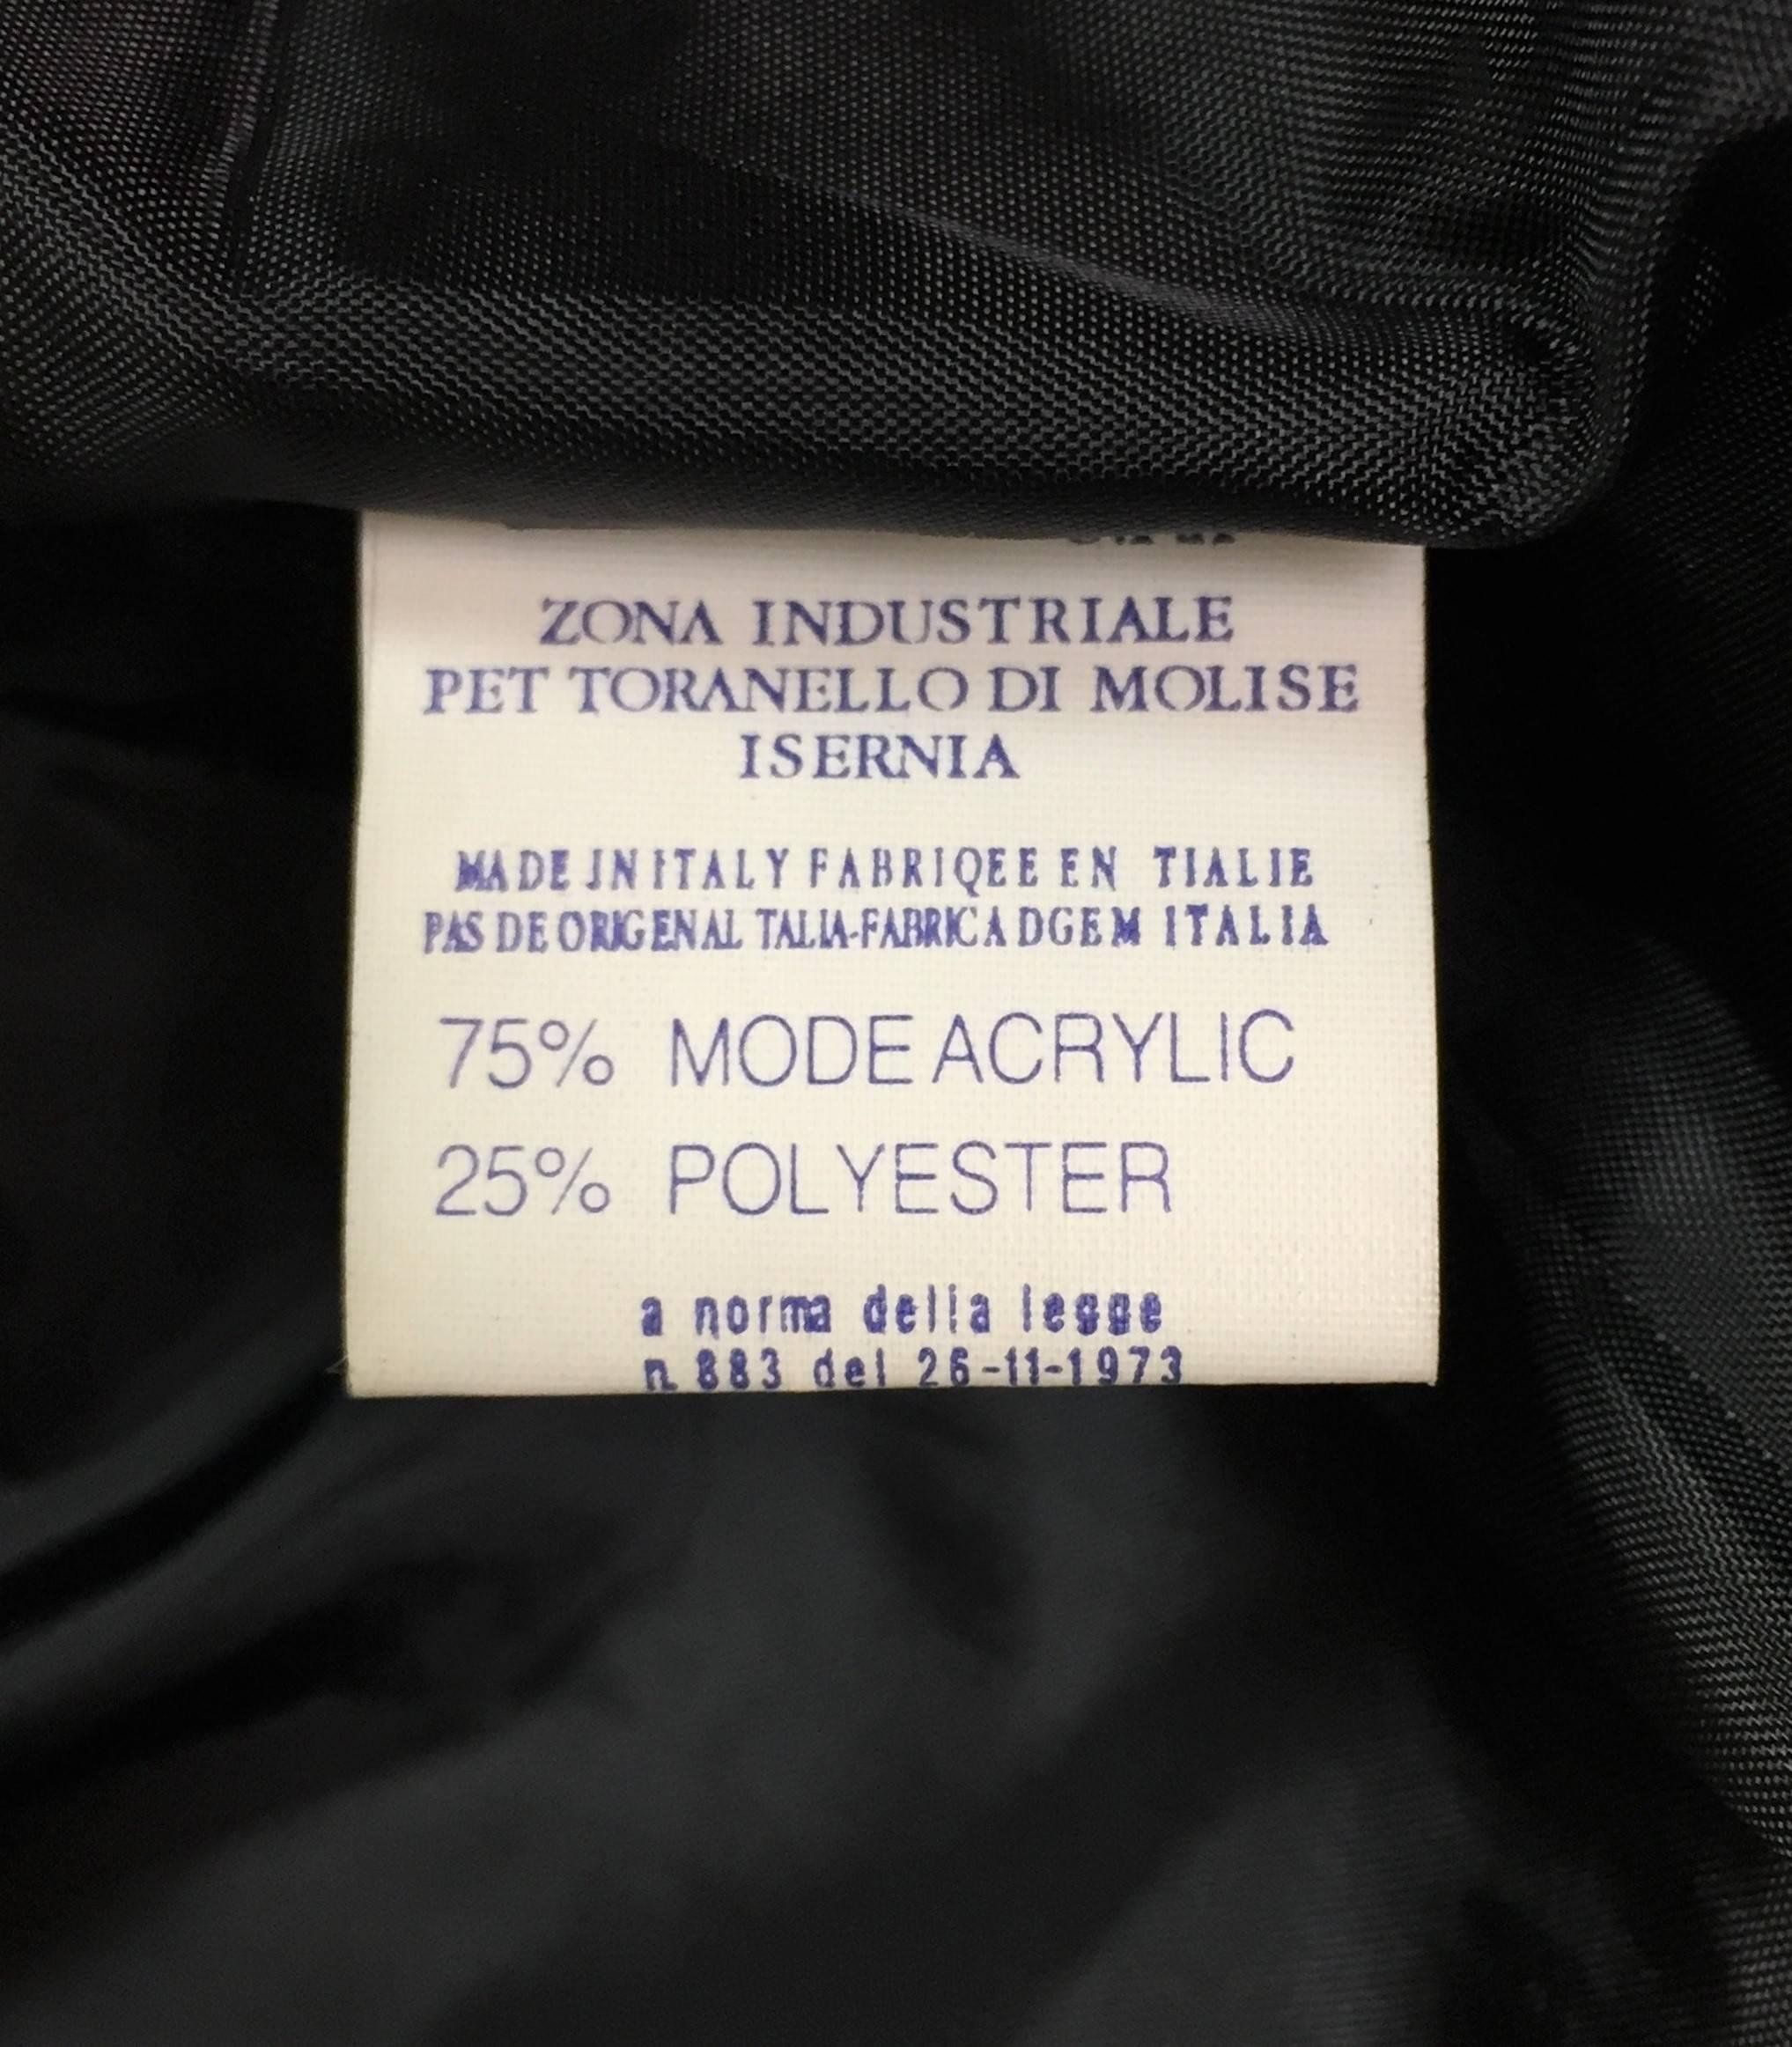 ZONA INDUSTRIALE
PET TORANELLO DI MOLISE
ISERNIA
MADE IN ITALY FABRIQEE EN TIALIE
PAS DE ORIGENAL TALIA-FABRICADGEM ITALIA
75% MODEACRYLIC
25% POLYESTER
a norma della legge
n. 883 del 26-11-1973